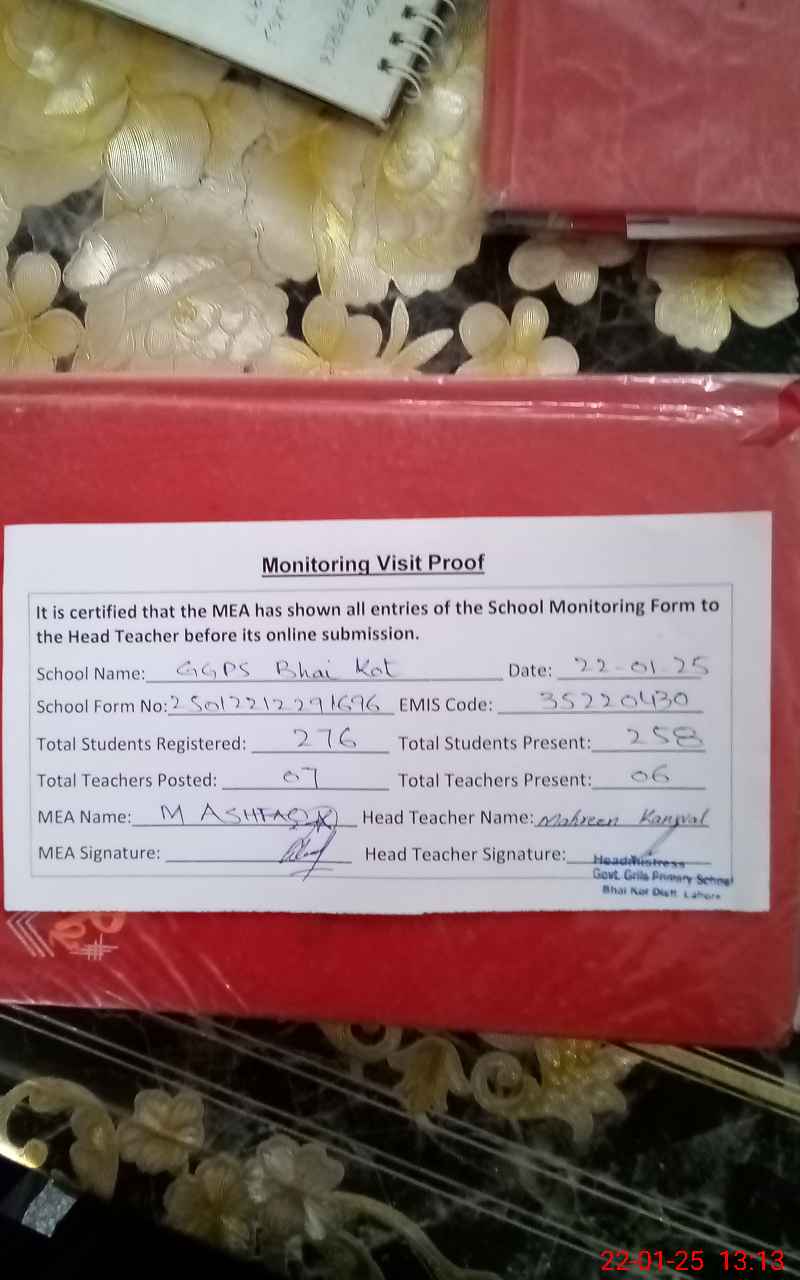 Monitoring Visit Proof
It is certified that the MEA has shown all entries of the School Monitoring Form to
the Head Teacher before its online submission.
School Name: GGPS Bhai Kot Date: 22-01-25
School Form No: 25012212291696 EMIS Code: 35220430
Total Students Registered: 276 Total Students Present: 258
Total Teachers Posted: 07 Total Teachers Present: 06
MEA Name: M ASHFAQ Head Teacher Name: Mahreen Kanwal
MEA Signature: Head Teacher Signature:
Headmistress
Govt. Grils Primary School
Bhai Kot Distt. Lahore
22-01-25 13:13